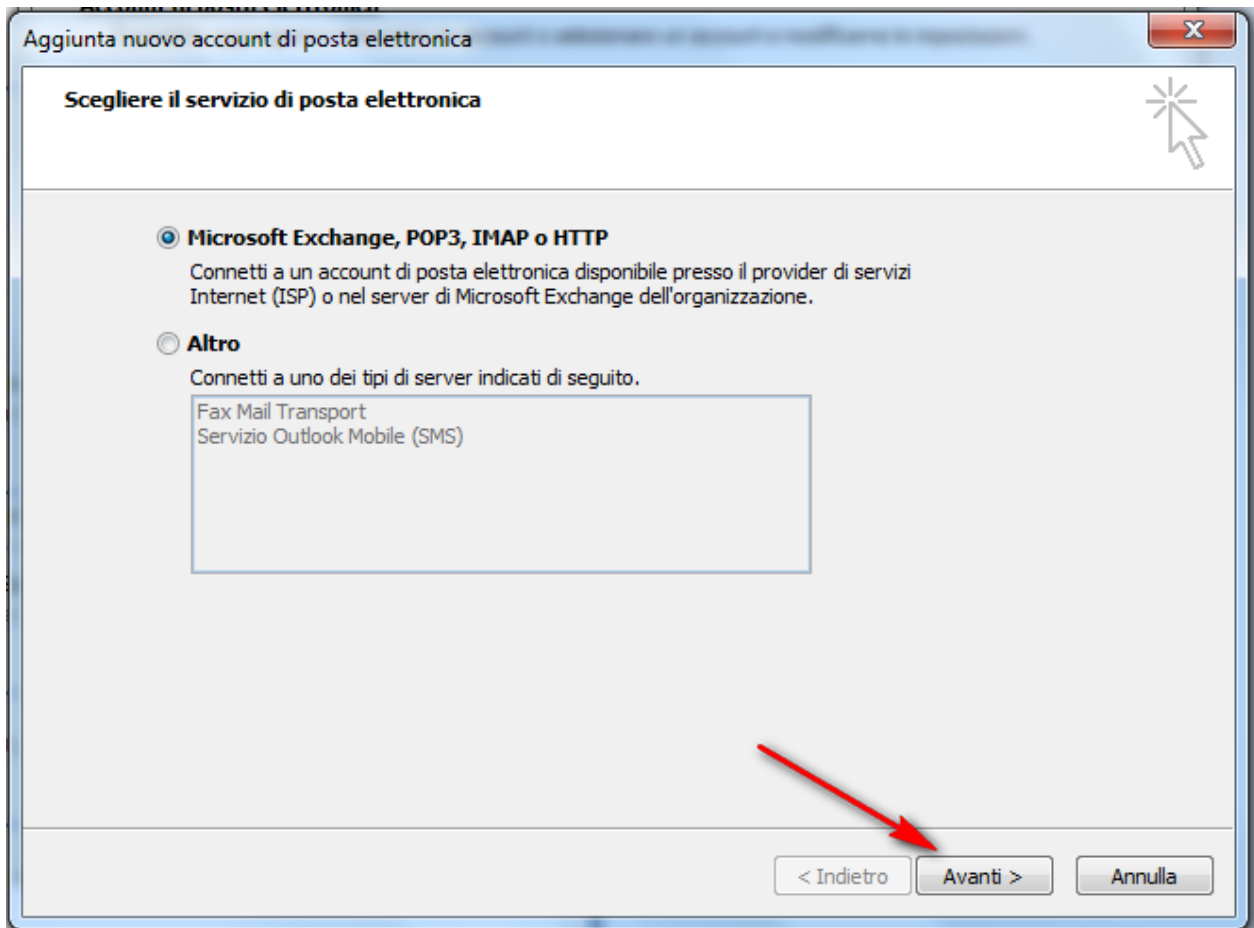 Aggiunta nuovo account di posta elettronica
Scegliere il servizio di posta elettronica
Microsoft Exchange, POP3, IMAP o HTTP
Connetti a un account di posta elettronica disponibile presso il provider di servizi
Internet (ISP) o nel server di Microsoft Exchange dell'organizzazione.
Altro
Connetti a uno dei tipi di server indicati di seguito.
Fax Mail Transport
Servizio Outlook Mobile (SMS)
< Indietro
Avanti >
Annulla